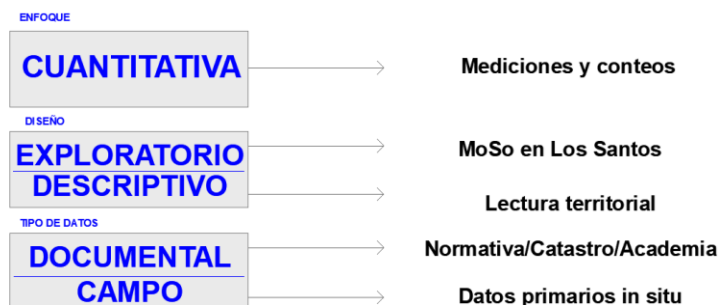 ENFOQUE
CUANTITATIVA
Mediciones y conteos
DISEÑO
EXPLORATORIO
MoSo en Los Santos
DESCRIPTIVO
Lectura territorial
TIPO DE DATOS
DOCUMENTAL
Normativa/Catastro/Academia
CAMPO
Datos primarios in situ